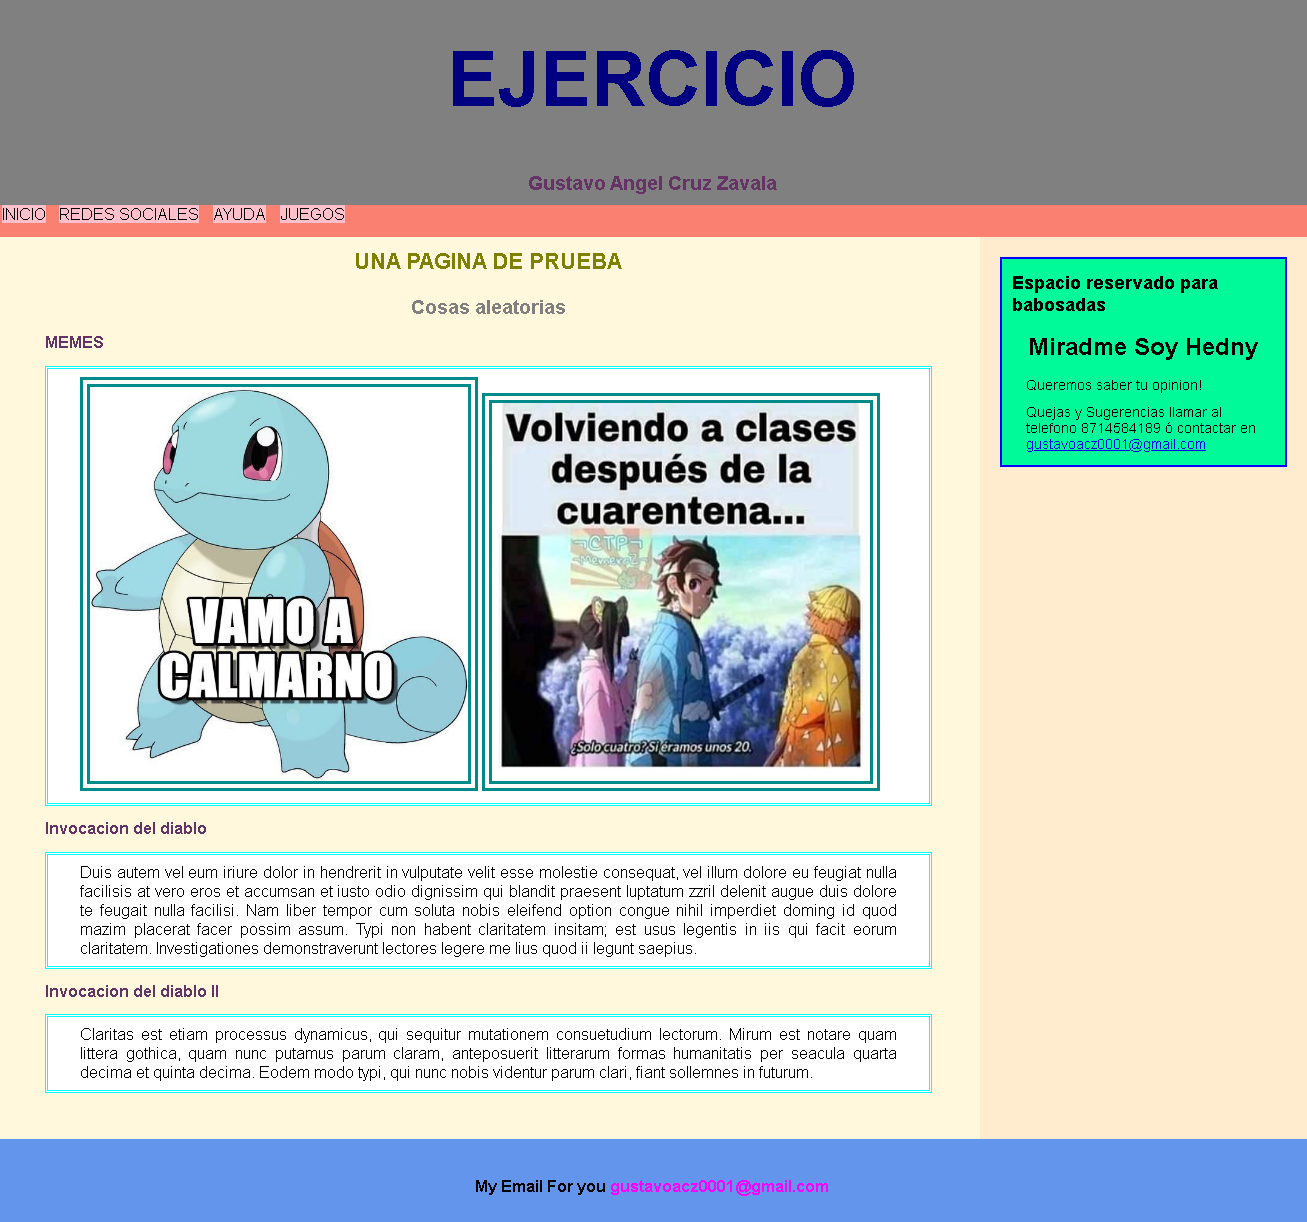 EJERCICIO
Gustavo Angel Cruz Zavala
INICIO REDES SOCIALES AYUDA JUEGOS
UNA PAGINA DE PRUEBA
Cosas aleatorias
MEMES
VAMO A
CALMARNO
Volviendo a clases
después de la
cuarentena...
¬CTP¬
¿Solo cuatro? Si éramos unos 20.
Invocacion del diablo
Duis autem vel eum iriure dolor in hendrerit in vulputate velit esse molestie consequat, vel illum dolore eu feugiat nulla
facilisis at vero eros et accumsan et iusto odio dignissim qui blandit praesent luptatum zzril delenit augue duis dolore
te feugait nulla facilisi. Nam liber tempor cum soluta nobis eleifend option congue nihil imperdiet doming id quod
mazim placerat facer possim assum. Typi non habent claritatem insitam; est usus legentis in iis qui facit eorum
claritatem. Investigationes demonstraverunt lectores legere me lius quod ii legunt saepius.
Invocacion del diablo II
Claritas est etiam processus dynamicus, qui sequitur mutationem consuetudium lectorum. Mirum est notare quam
littera gothica, quam nunc putamus parum claram, anteposuerit litterarum formas humanitatis per seacula quarta
decima et quinta decima. Eodem modo typi, qui nunc nobis videntur parum clari, fiant sollemnes in futurum.
Espacio reservado para
babosadas
Miradme Soy Hedny
Queremos saber tu opinion!
Quejas y Sugerencias llamar al
telefono 8714584189 ó contactar en
gustavoacz0001@gmail.com
My Email For you gustavoacz0001@gmail.com